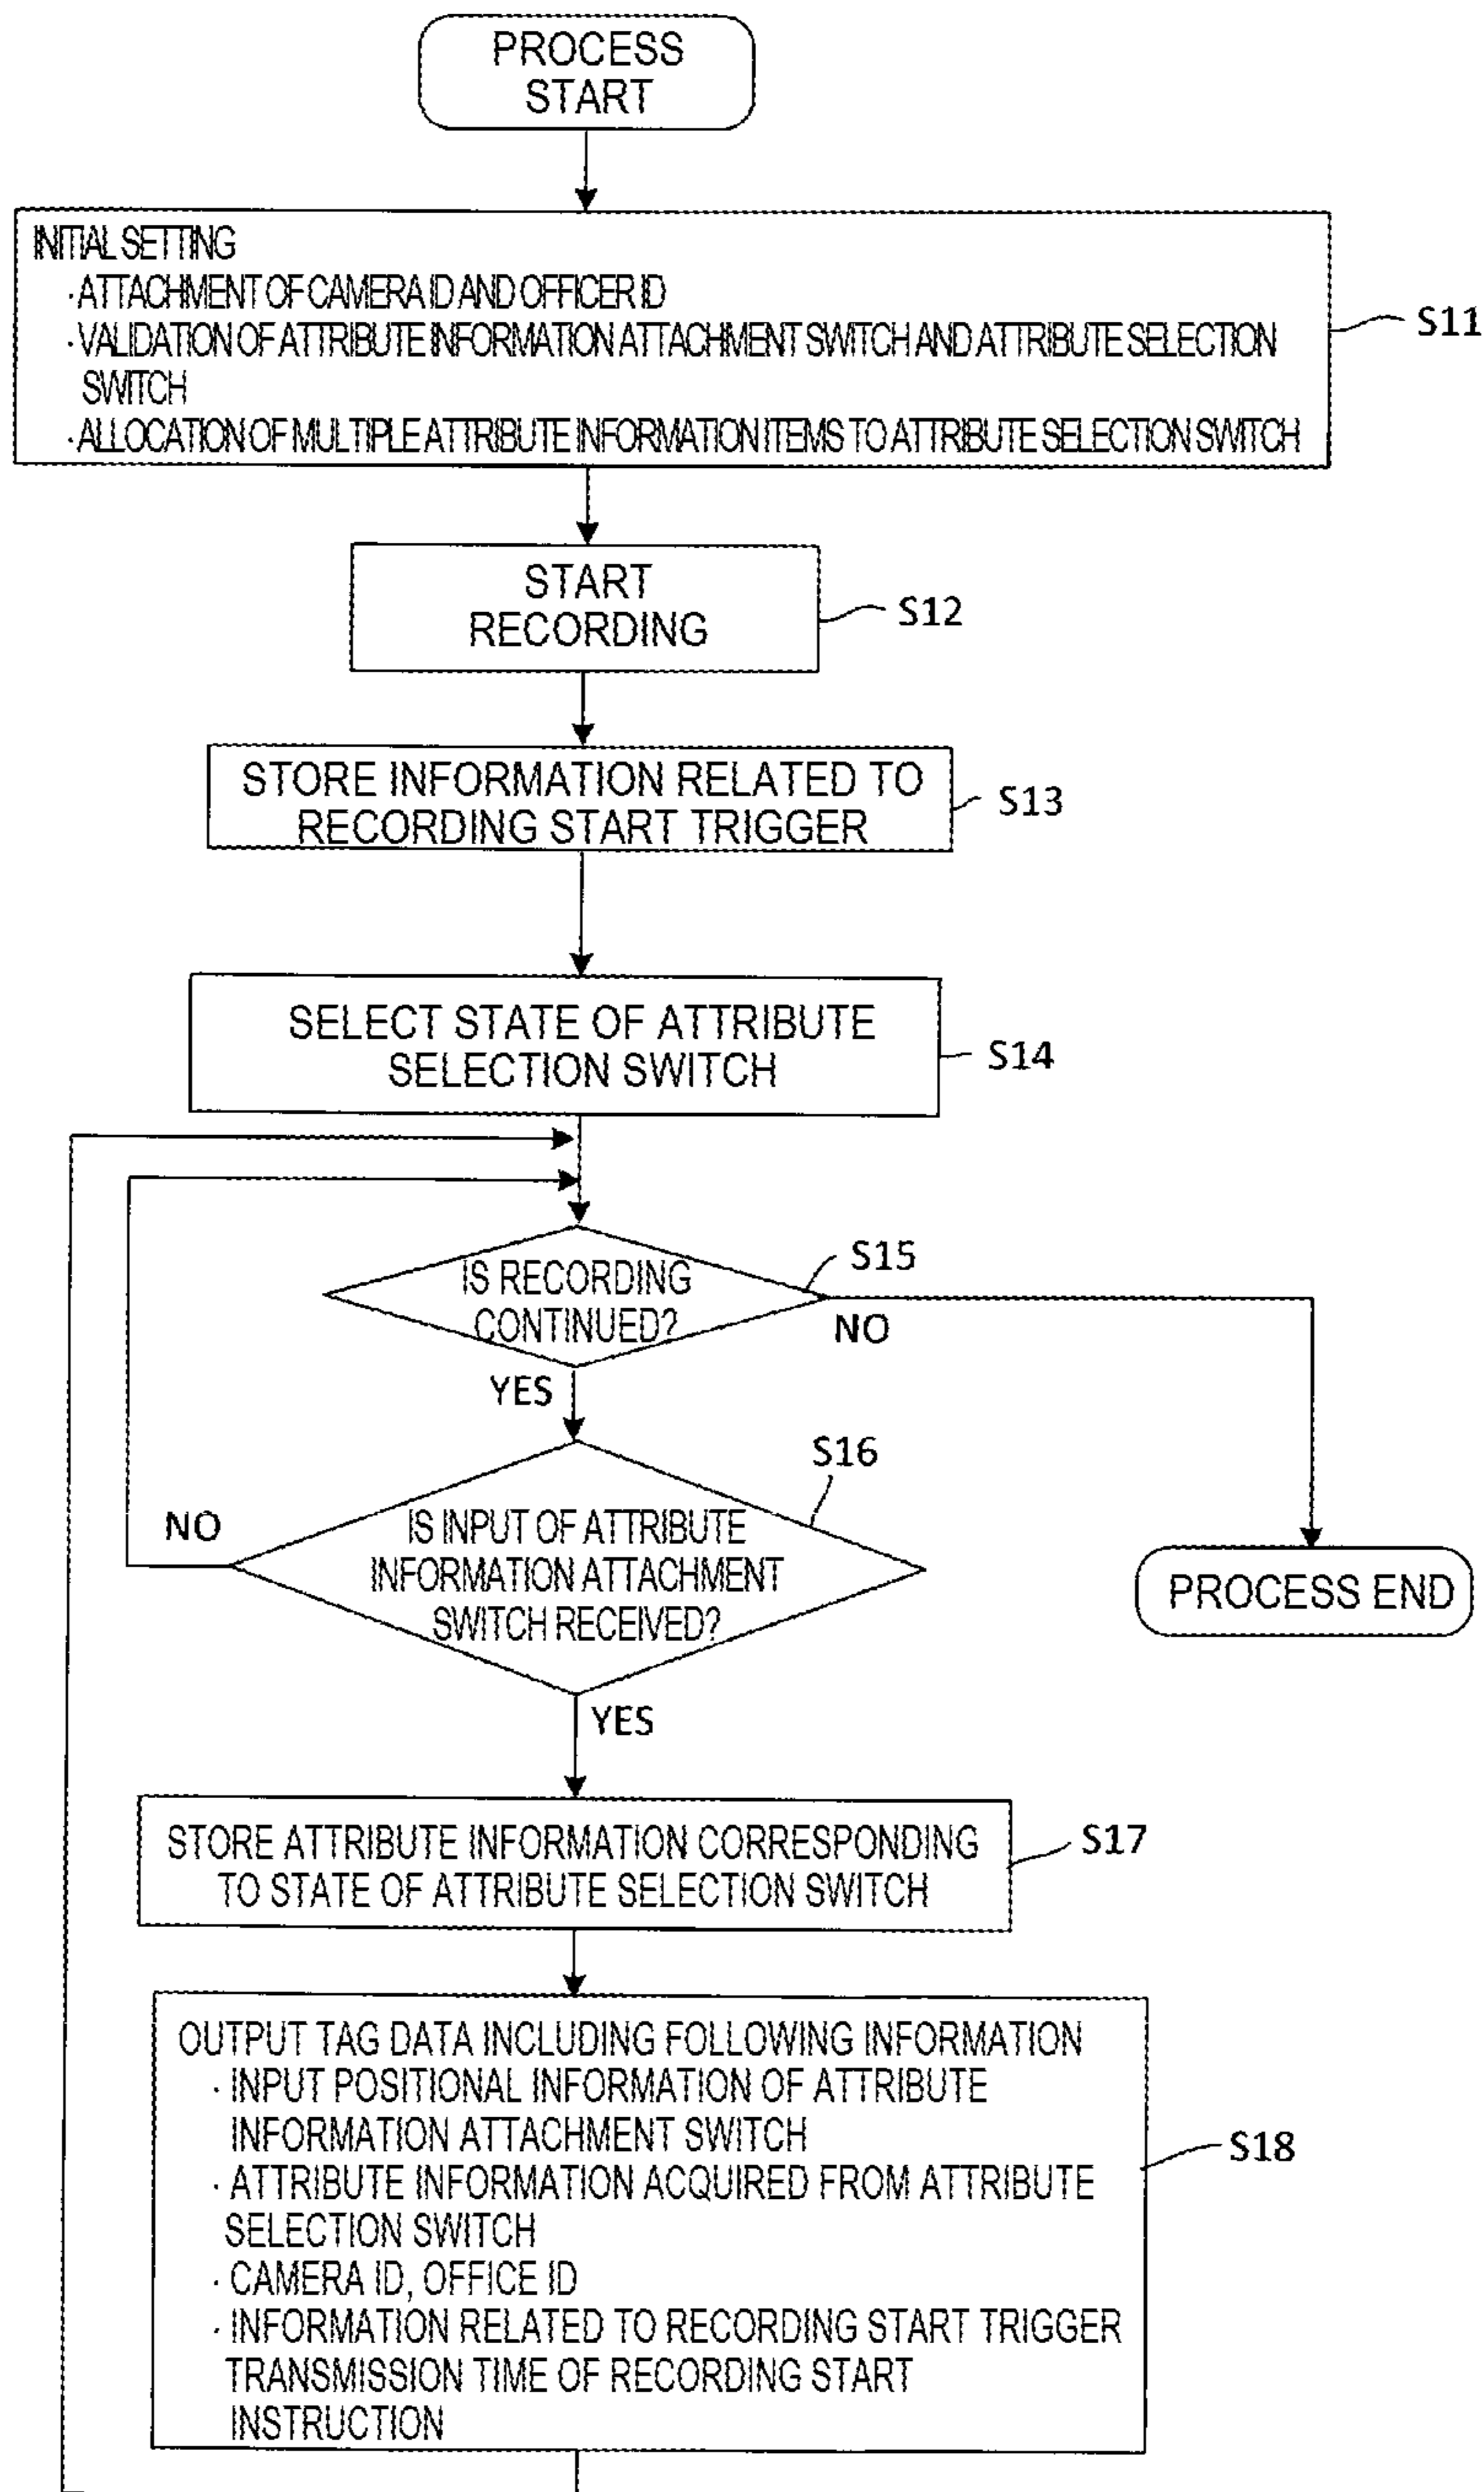 PROCESS
START
INITIAL SETTING
· ATTACHMENT OF CAMERA ID AND OFFICER ID
· VALIDATION OF ATTRIBUTE INFORMATION ATTACHMENT SWITCH AND ATTRIBUTE SELECTION
SWITCH
· ALLOCATION OF MULTIPLE ATTRIBUTE INFORMATION ITEMS TO ATTRIBUTE SELECTION SWITCH
S11
START
RECORDING
S12
STORE INFORMATION RELATED TO
RECORDING START TRIGGER
S13
SELECT STATE OF ATTRIBUTE
SELECTION SWITCH
S14
IS RECORDING
CONTINUED?
S15
NO
YES
IS INPUT OF ATTRIBUTE
INFORMATION ATTACHMENT
SWITCH RECEIVED?
S16
NO
YES
PROCESS END
STORE ATTRIBUTE INFORMATION CORRESPONDING
TO STATE OF ATTRIBUTE SELECTION SWITCH
S17
OUTPUT TAG DATA INCLUDING FOLLOWING INFORMATION
· INPUT POSITIONAL INFORMATION OF ATTRIBUTE
INFORMATION ATTACHMENT SWITCH
· ATTRIBUTE INFORMATION ACQUIRED FROM ATTRIBUTE
SELECTION SWITCH
· CAMERA ID, OFFICE ID
· INFORMATION RELATED TO RECORDING START TRIGGER
TRANSMISSION TIME OF RECORDING START
INSTRUCTION
S18